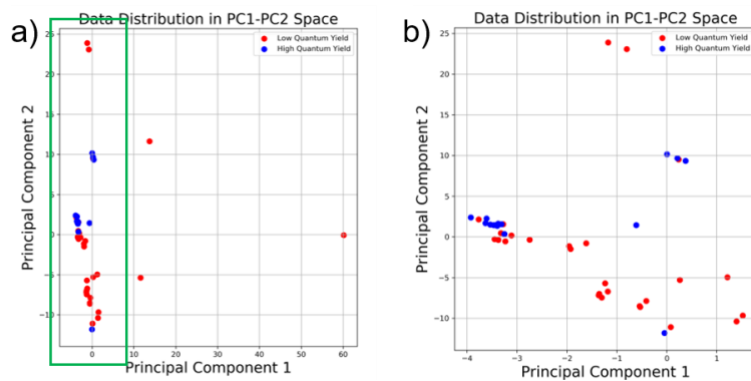 a)
Data Distribution in PC1-PC2 Space
Low Quantum Yield
High Quantum Yield
25
20
15
10
5
0
−5
−10
Principal Component 2
0
10
20
30
40
50
60
Principal Component 1
b)
Data Distribution in PC1-PC2 Space
Low Quantum Yield
High Quantum Yield
25
20
15
10
5
0
−5
−10
Principal Component 2
−4
−3
−2
−1
0
1
Principal Component 1